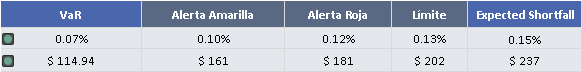 VaR Alerta Amarilla Alerta Roja Límite Expected Shortfall
0.07% 0.10% 0.12% 0.13% 0.15%
$ 114.94 $ 161 $ 181 $ 202 $ 237